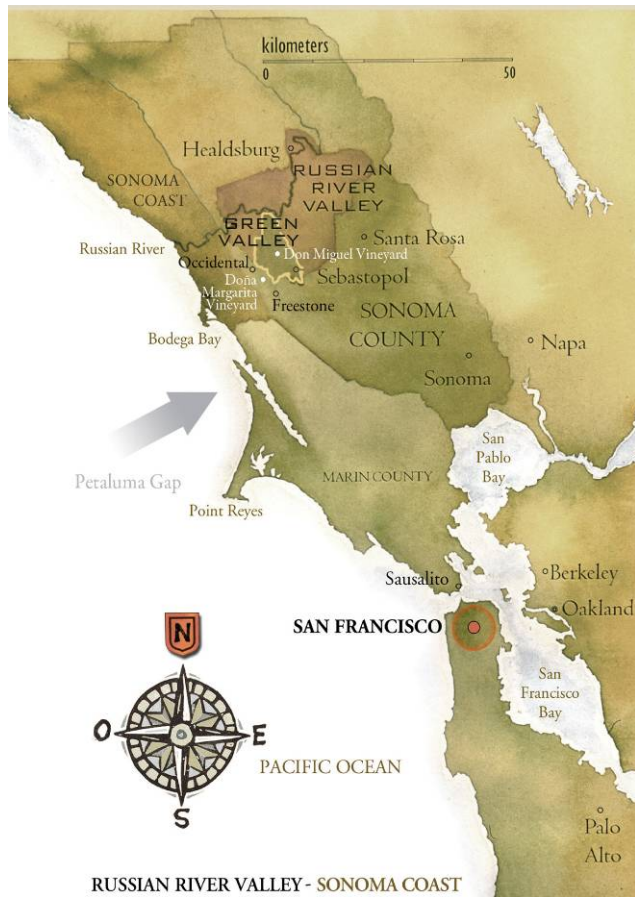 kilometers
0 50
Healdsburg
RUSSIAN
RIVER
VALLEY
SONOMA
COAST
GREEN
VALLEY
Russian River
Santa Rosa
Don Miguel Vineyard
Occidental
Sebastopol
Doña
Margarita
Vineyard
Freestone
SONOMA
COUNTY
Bodega Bay
Napa
Sonoma
San
Pablo
Bay
Petaluma Gap
MARIN COUNTY
Point Reyes
Sausalito
Berkeley
Oakland
SAN FRANCISCO
N
O
E
S
San
Francisco
Bay
PACIFIC OCEAN
Palo
Alto
RUSSIAN RIVER VALLEY - SONOMA COAST